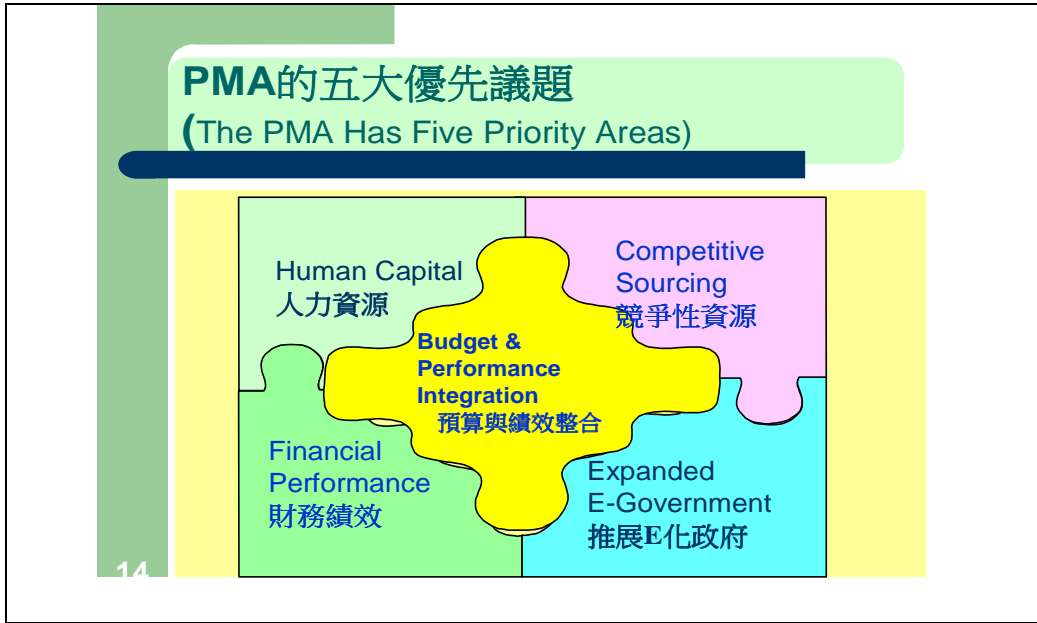 PMA的五大優先議題
(The PMA Has Five Priority Areas)
Human Capital
人力資源
Competitive
Sourcing
競爭性資源
Budget &
Performance
Integration
預算與績效整合
Financial
Performance
財務績效
Expanded
E-Government
推展E化政府
14